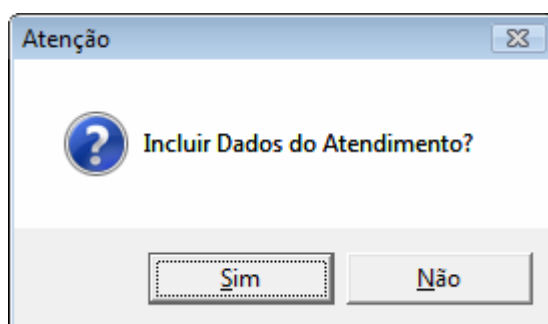 Atenção
Incluir Dados do Atendimento?
Sim Não